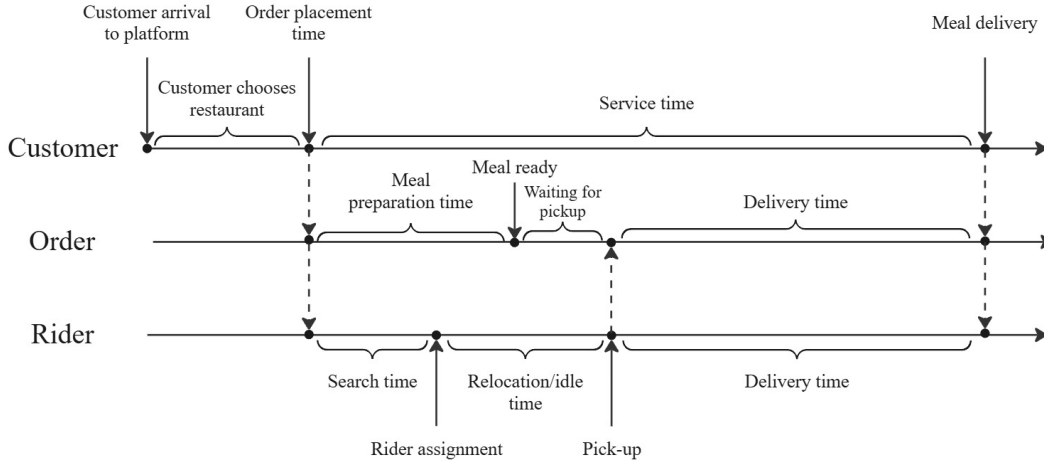 Customer arrival
to platform
Order placement
time
Meal delivery
Customer chooses
restaurant
Service time
Customer
Meal
preparation time
Meal ready
Waiting for
pickup
Delivery time
Order
Rider
Search time
Relocation/idle
time
Delivery time
Rider assignment
Pick-up